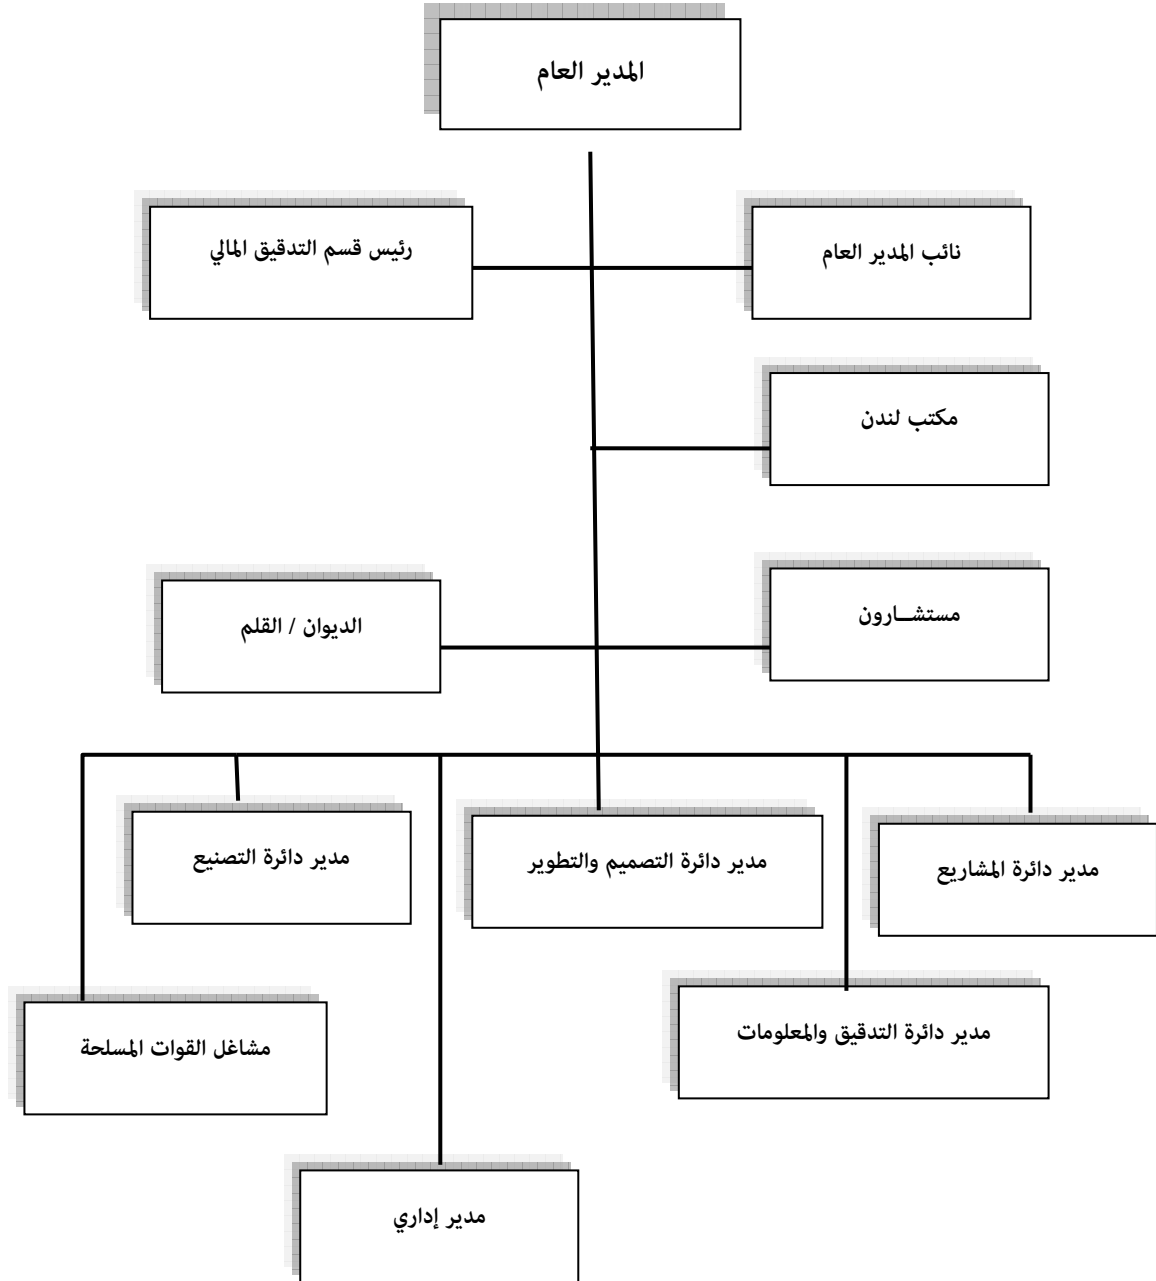 المدير العام
نائب المدير العام
رئيس قسم التدقيق المالي
مكتب لندن
مستشــارون
الديوان / القلم
مدير دائرة المشاريع
مدير دائرة التصميم والتطوير
مدير دائرة التصنيع
مدير دائرة التدقيق والمعلومات
مشاغل القوات المسلحة
مدير إداري